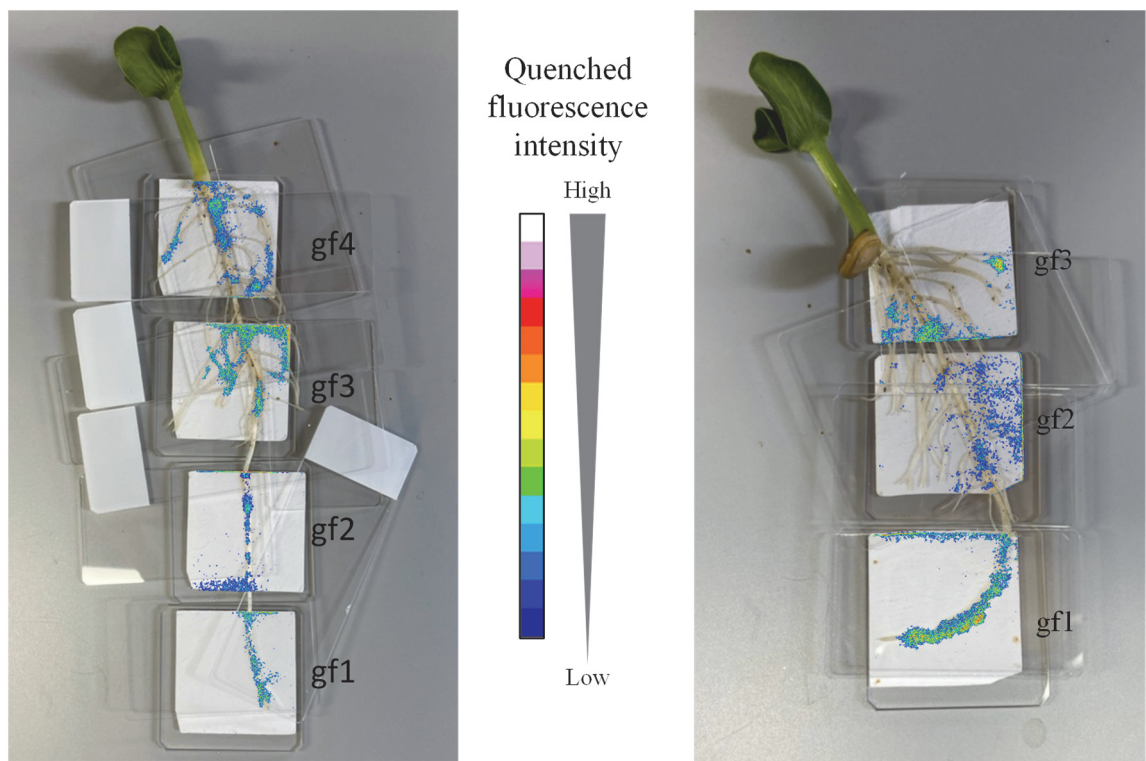 gf4
gf3
gf2
gf1
Quenched
fluorescence
intensity
High
Low
gf3
gf2
gf1